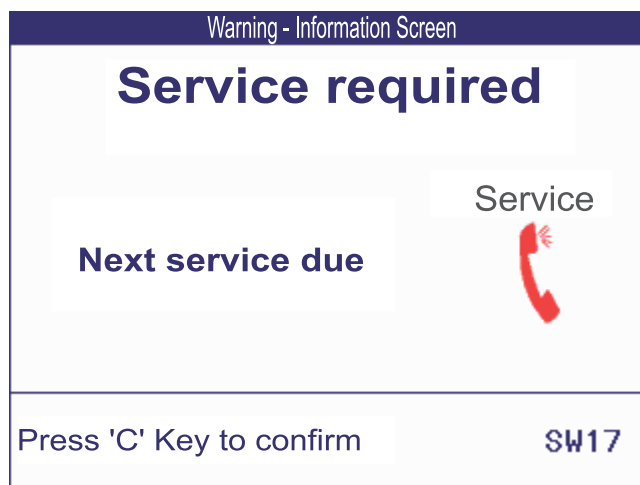 Warning - Information Screen
Service required
Service
Next service due
Press 'C' Key to confirm
SW17